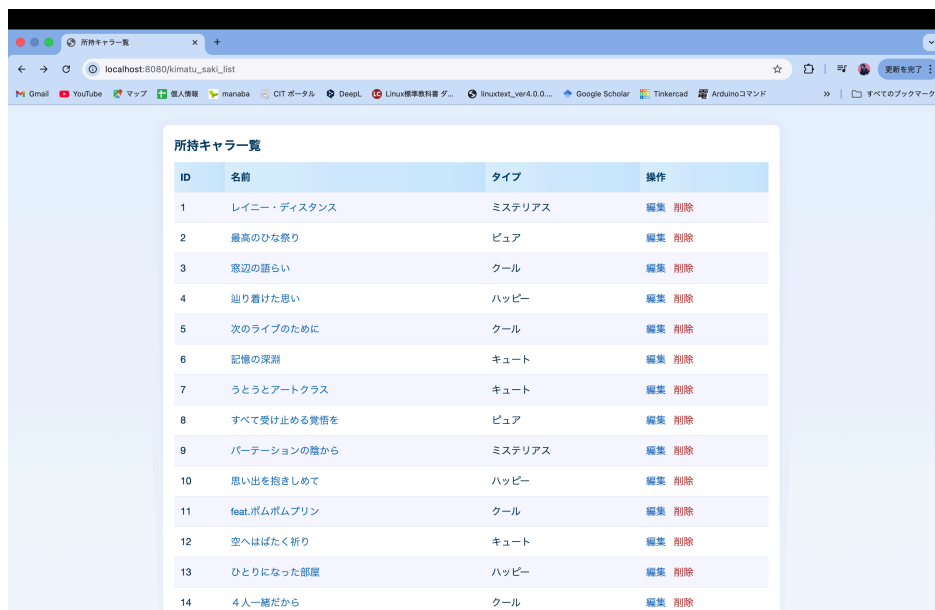 所持キャラ一覧
localhost:8080/kimatu_saki_list
更新を完了
Gmail YouTube マップ 個人情報 manaba CIT ポータル DeepL Linux標準教科書 ダ... linuxtext_ver4.0.0.... Google Scholar Tinkercad Arduinoコマンド すべてのブックマーク
所持キャラ一覧
ID 名前 タイプ 操作
1 レイニー・ディスタンス ミステリアス 編集 削除
2 最高のひな祭り ピュア 編集 削除
3 窓辺の語らい クール 編集 削除
4 辿り着けた思い ハッピー 編集 削除
5 次のライブのために クール 編集 削除
6 記憶の深淵 キュート 編集 削除
7 うとうとアートクラス キュート 編集 削除
8 すべて受け止める覚悟を ピュア 編集 削除
9 パーテーションの陰から ミステリアス 編集 削除
10 思い出を抱きしめて ハッピー 編集 削除
11 feat.ポムポムプリン クール 編集 削除
12 空へはばたく祈り キュート 編集 削除
13 ひとりになった部屋 ハッピー 編集 削除
14 ４人一緒だから クール 編集 削除